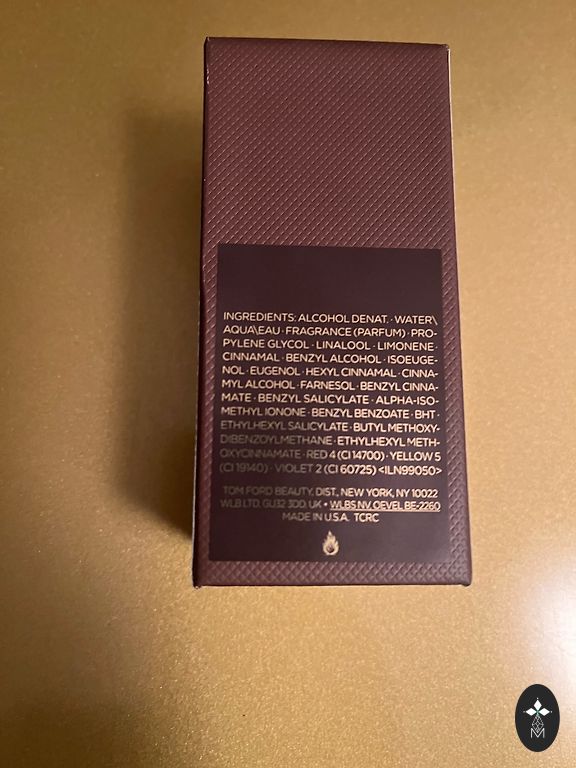 INGREDIENTS: ALCOHOL DENAT. · WATER\
AQUA\EAU · FRAGRANCE (PARFUM) · PRO-
PYLENE GLYCOL · LINALOOL · LIMONENE ·
CINNAMAL · BENZYL ALCOHOL · ISOEUGE-
NOL · EUGENOL · HEXYL CINNAMAL · CINNA-
MYL ALCOHOL · FARNESOL · BENZYL CINNA-
MATE · BENZYL SALICYLATE · ALPHA-ISO-
METHYL IONONE · BENZYL BENZOATE · BHT ·
ETHYLHEXYL SALICYLATE · BUTYL METHOXY-
DIBENZOYLMETHANE · ETHYLHEXYL METH-
OXYCINNAMATE · RED 4 (CI 14700) · YELLOW 5
(CI 19140) · VIOLET 2 (CI 60725) <ILN99050>
TOM FORD BEAUTY, DIST., NEW YORK, NY 10022
WLB LTD, GU32 3DD, UK • WLBS NV, OEVEL BE-2260
MADE IN U.S.A. TCRC
M